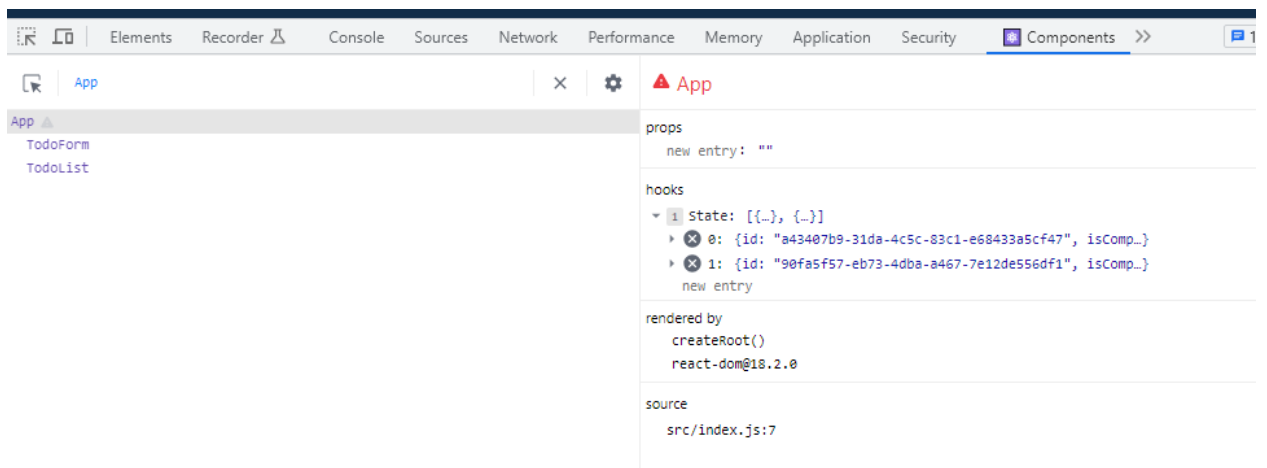 Elements Recorder Console Sources Network Performance Memory Application Security Components >> 1
App × App
App
TodoForm
TodoList
props
new entry: ""
hooks
1 State: [{…}, {…}]
0: {id: "a43407b9-31da-4c5c-83c1-e68433a5cf47", isComp…}
1: {id: "90fa5f57-eb73-4dba-a467-7e12de556df1", isComp…}
new entry
rendered by
createRoot()
react-dom@18.2.0
source
src/index.js:7